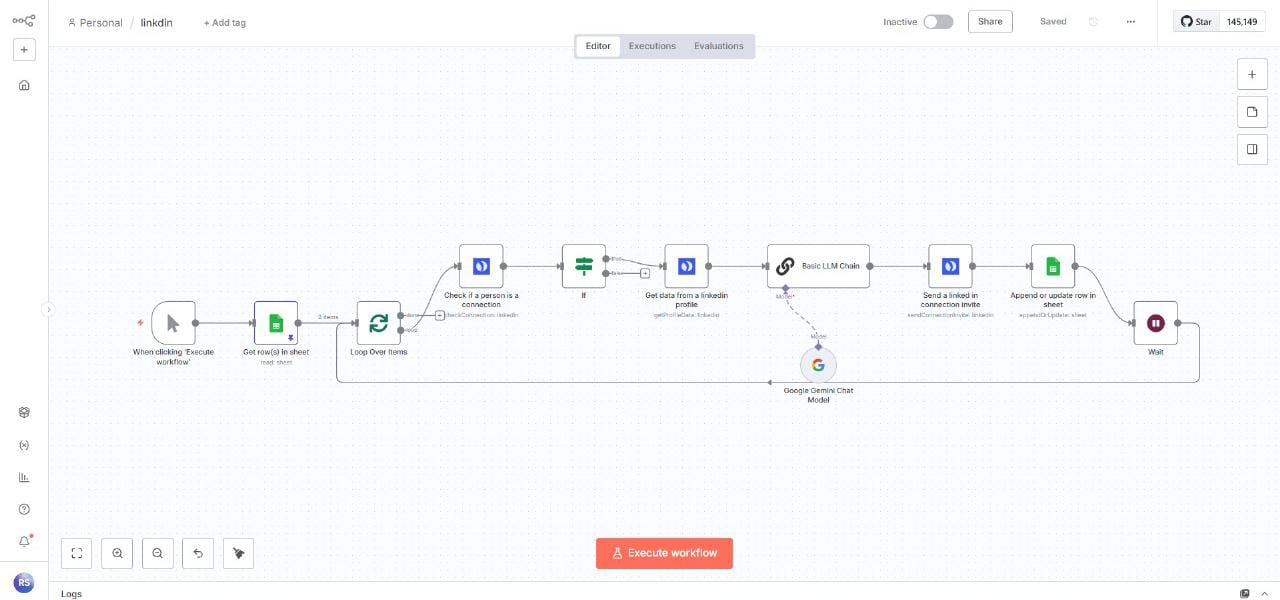 Personal / linkdin + Add tag
Inactive Share Saved ... Star 145,149
Editor Executions Evaluations
true
Basic LLM Chain
false
Check if a person is a
connection
checkConnection: linkedin
If
Get data from a linkedin
profile
getProfileData: linkedin
Model*
Send a linked in
connection invite
sendConnectionInvite: linkedin
Append or update row in
sheet
appendOrUpdate: sheet
2 items
done
loop
When clicking 'Execute
workflow'
Get row(s) in sheet
read: sheet
Loop Over Items
Model
Wait
Google Gemini Chat
Model
Execute workflow
RS
Logs